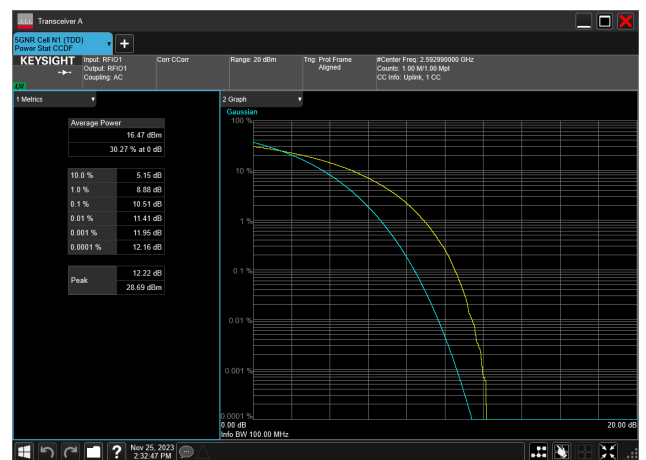 Transceiver A
5GNR Cell N1 (TDD)
Power Stat CCDF
KEYSIGHT
Input: RFIO1
Output: RFIO1
Coupling: AC
Corr CCorr
Range: 20 dBm
Trig: Prot Frame
Aligned
#Center Freq: 2.592990000 GHz
Counts: 1.00 M/1.00 Mpt
CC Info: Uplink, 1 CC
LV
1 Metrics
Average Power
16.47 dBm
30.27 % at 0 dB
10.0 % 5.15 dB
1.0 % 8.88 dB
0.1 % 10.51 dB
0.01 % 11.41 dB
0.001 % 11.95 dB
0.0001 % 12.16 dB
Peak
12.22 dB
28.69 dBm
2 Graph
Gaussian
100 %
10 %
1 %
0.1 %
0.01 %
0.001 %
0.0001 %
0.00 dB
20.00 dB
Info BW 100.00 MHz
Nov 25, 2023
2:32:47 PM